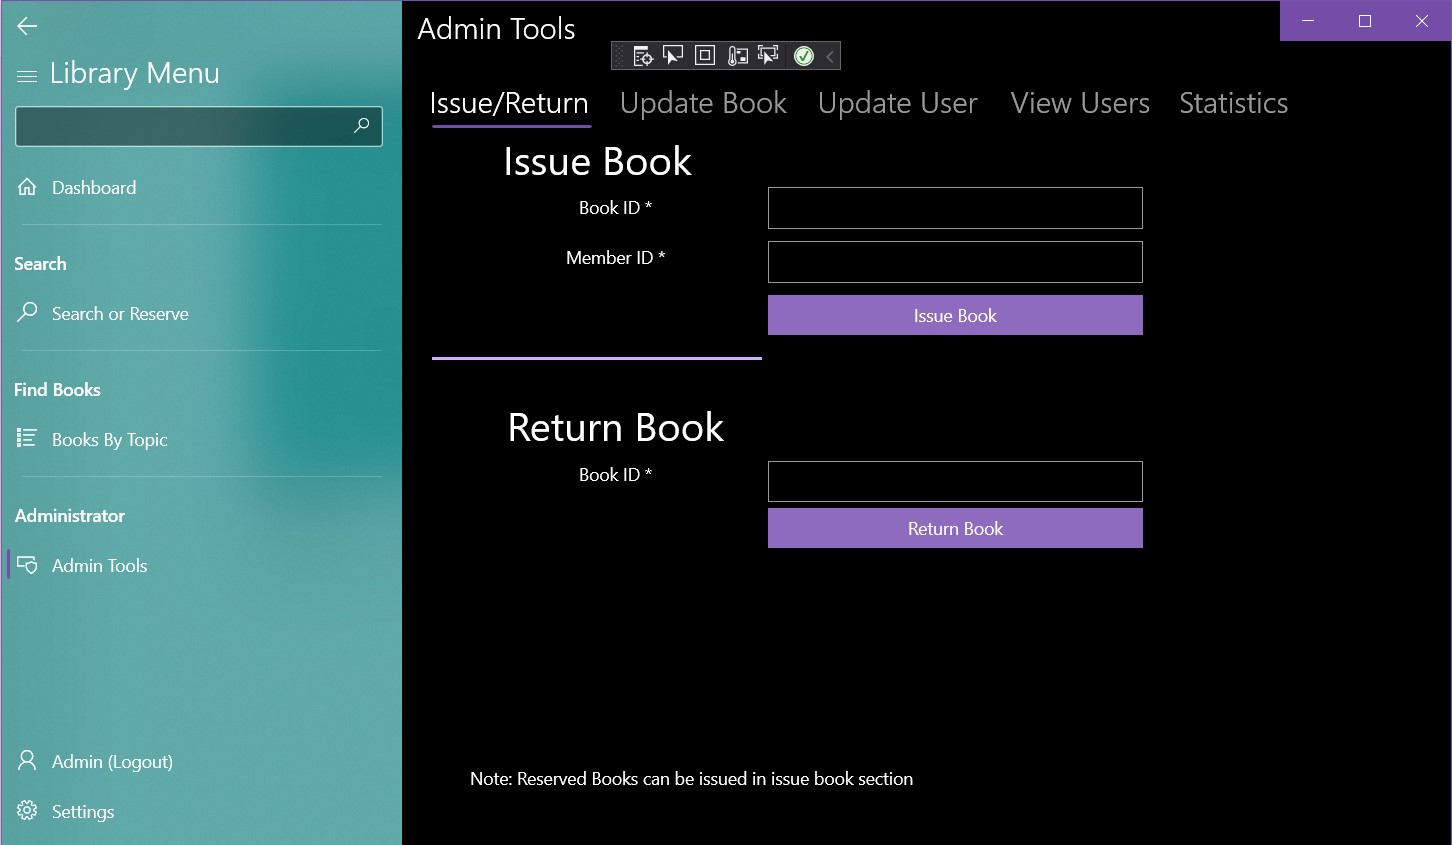 Admin Tools
Library Menu
Dashboard
Search
Search or Reserve
Find Books
Books By Topic
Administrator
Admin Tools
Admin (Logout)
Settings
Issue/Return Update Book Update User View Users Statistics
Issue Book
Book ID *
Member ID *
Issue Book
Return Book
Book ID *
Return Book
Note: Reserved Books can be issued in issue book section